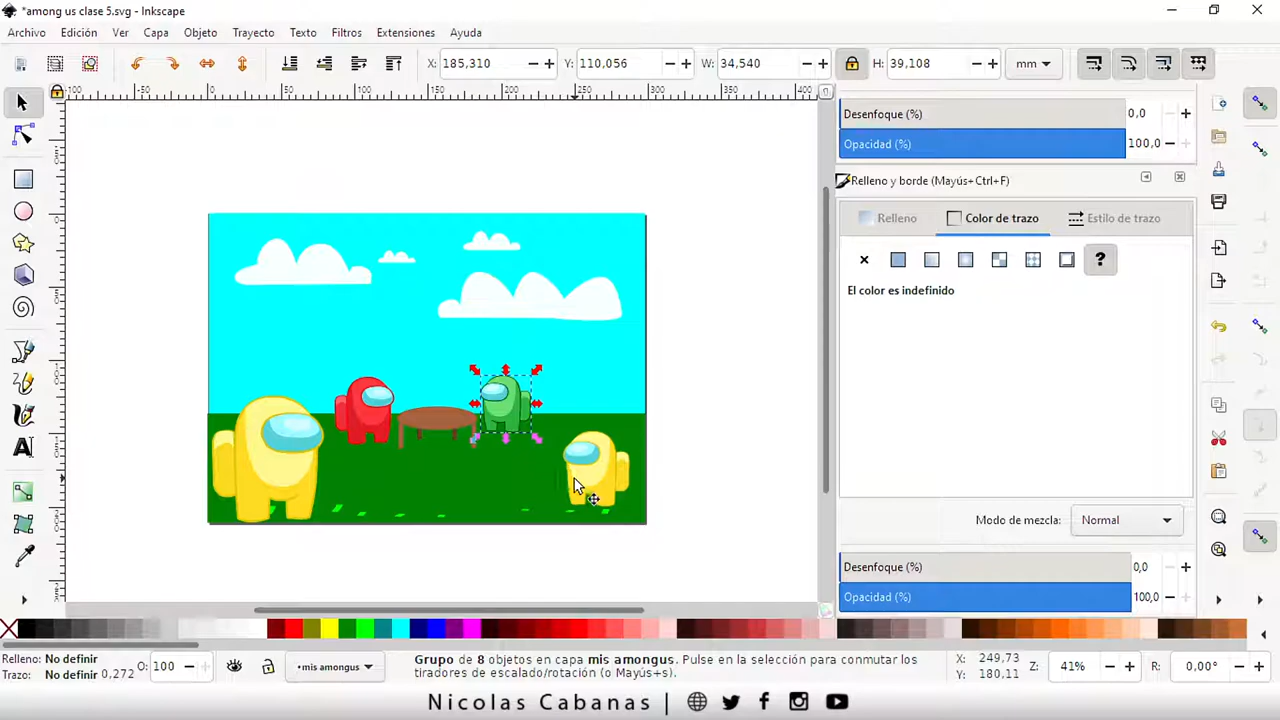 *among us clase 5.svg - Inkscape
Archivo Edición Ver Capa Objeto Trayecto Texto Filtros Extensiones Ayuda
X: 185,310 Y: 110,056 W: 34,540 H: 39,108 mm
Desenfoque (%) 0,0
Opacidad (%) 100,0
Relleno y borde (Mayús+Ctrl+F)
Relleno Color de trazo Estilo de trazo
El color es indefinido
Modo de mezcla: Normal
Desenfoque (%) 0,0
Opacidad (%) 100,0
Relleno: No definir
Trazo: No definir 0,272
O: 100
•mis amongus
Grupo de 8 objetos en capa mis amongus. Pulse en la selección para conmutar los
tiradores de escalado/rotación (o Mayús+s).
X: 249,73
Y: 180,11
Z: 41%
R: 0,00°
Nicolas Cabanas |